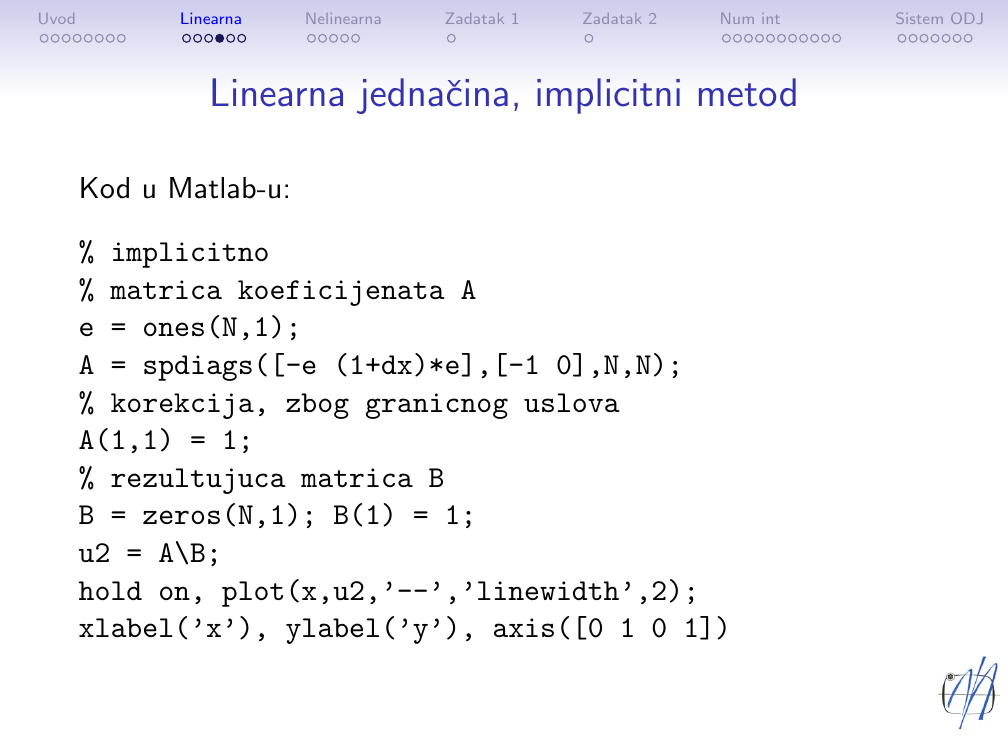 Uvod Linearna Nelinearna Zadatak 1 Zadatak 2 Num int Sistem ODJ
Linearna jednačina, implicitni metod
Kod u Matlab-u:
% implicitno
% matrica koeficijenata A
e = ones(N,1);
A = spdiags([-e (1+dx)*e],[-1 0],N,N);
% korekcija, zbog granicnog uslova
A(1,1) = 1;
% rezultujuca matrica B
B = zeros(N,1); B(1) = 1;
u2 = A\B;
hold on, plot(x,u2,'--','linewidth',2);
xlabel('x'), ylabel('y'), axis([0 1 0 1])